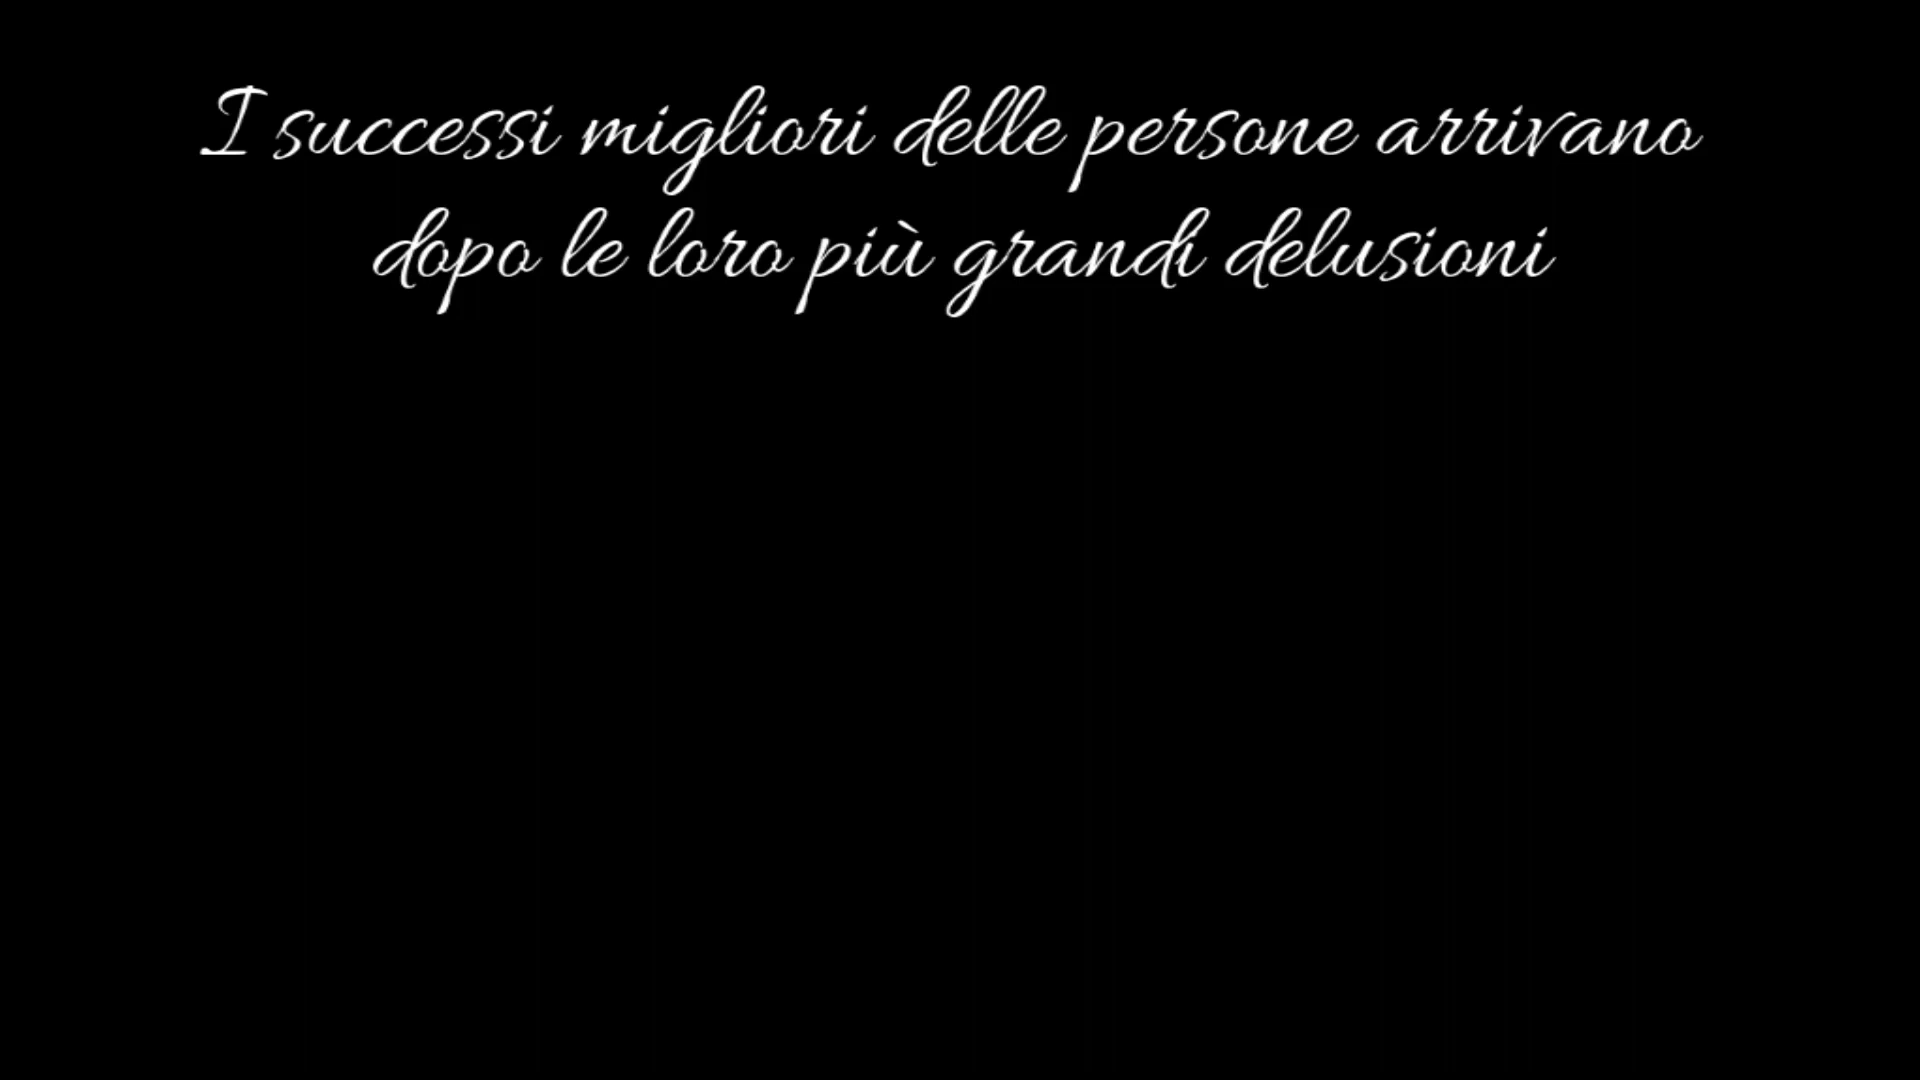 I successi migliori delle persone arrivano
dopo le loro più grandi delusioni